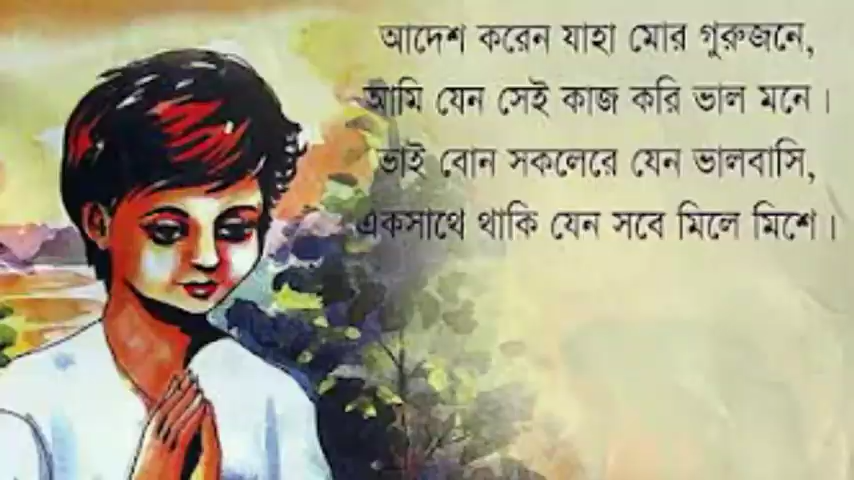 আদেশ করেন যাহা মোর গুরুজনে,
আমি যেন সেই কাজ করি ভাল মনে।
ভাই বোন সকলেরে যেন ভালবাসি,
একসাথে থাকি যেন সবে মিলে মিশে।